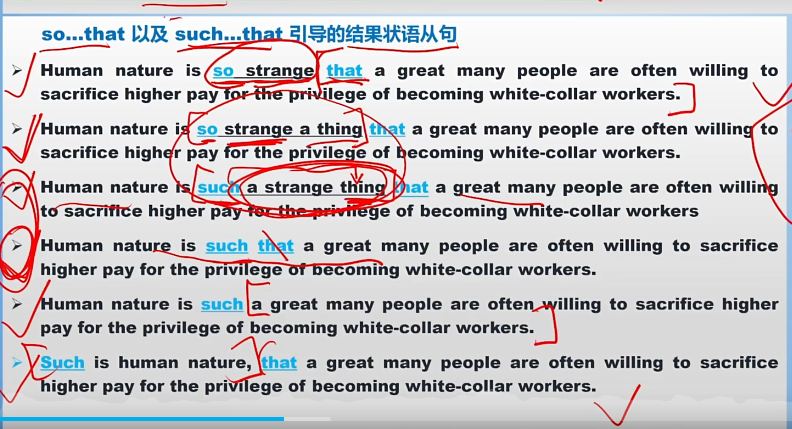 so...that 以及 such...that 引导的结果状语从句
Human nature is so strange that a great many people are often willing to
sacrifice higher pay for the privilege of becoming white-collar workers.
Human nature is so strange a thing that a great many people are often willing to
sacrifice higher pay for the privilege of becoming white-collar workers.
Human nature is such a strange thing that a great many people are often willing
to sacrifice higher pay for the privilege of becoming white-collar workers
Human nature is such that a great many people are often willing to sacrifice
higher pay for the privilege of becoming white-collar workers.
Human nature is such a great many people are often willing to sacrifice higher
pay for the privilege of becoming white-collar workers.
Such is human nature, that a great many people are often willing to sacrifice
higher pay for the privilege of becoming white-collar workers.